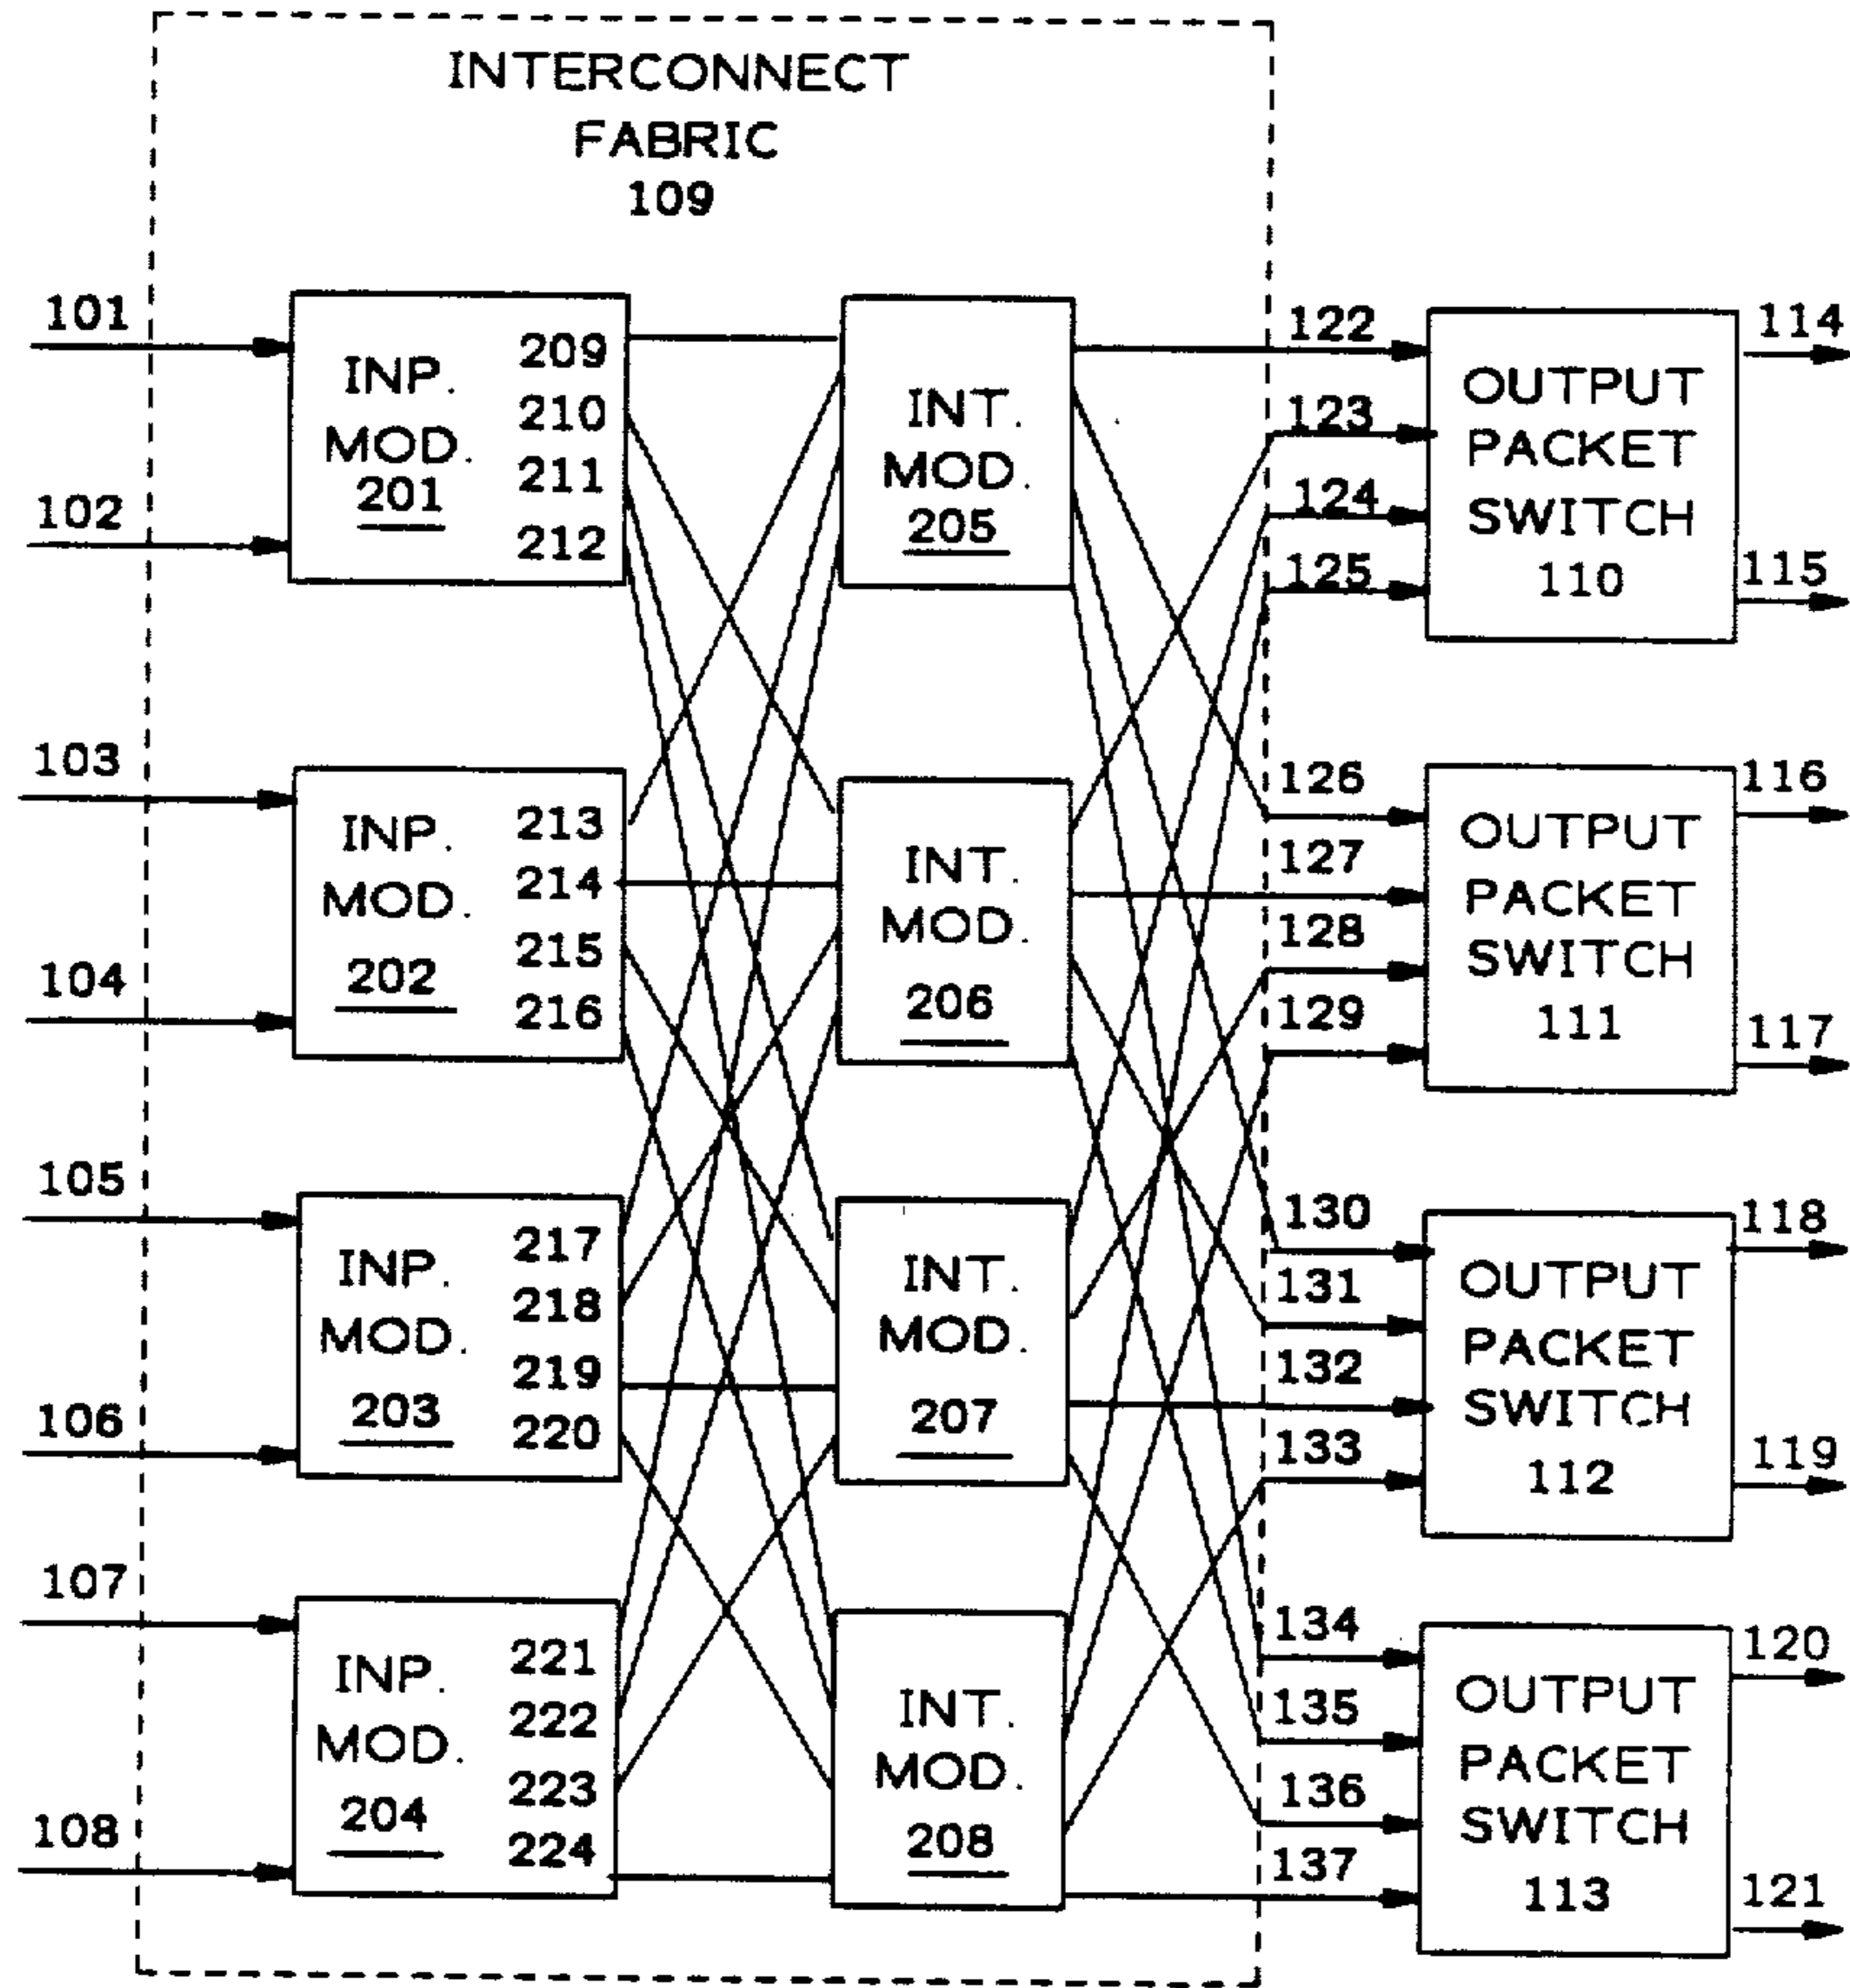 INTERCONNECT
FABRIC
109
101
102
INP.
MOD.
201
209
210
211
212
INT.
MOD.
205
122
123
124
125
OUTPUT
PACKET
SWITCH
110
114
115
103
104
INP.
MOD.
202
213
214
215
216
INT.
MOD.
206
126
127
128
129
OUTPUT
PACKET
SWITCH
111
116
117
105
106
INP.
MOD.
203
217
218
219
220
INT.
MOD.
207
130
131
132
133
OUTPUT
PACKET
SWITCH
112
118
119
107
108
INP.
MOD.
204
221
222
223
224
INT.
MOD.
208
134
135
136
137
OUTPUT
PACKET
SWITCH
113
120
121